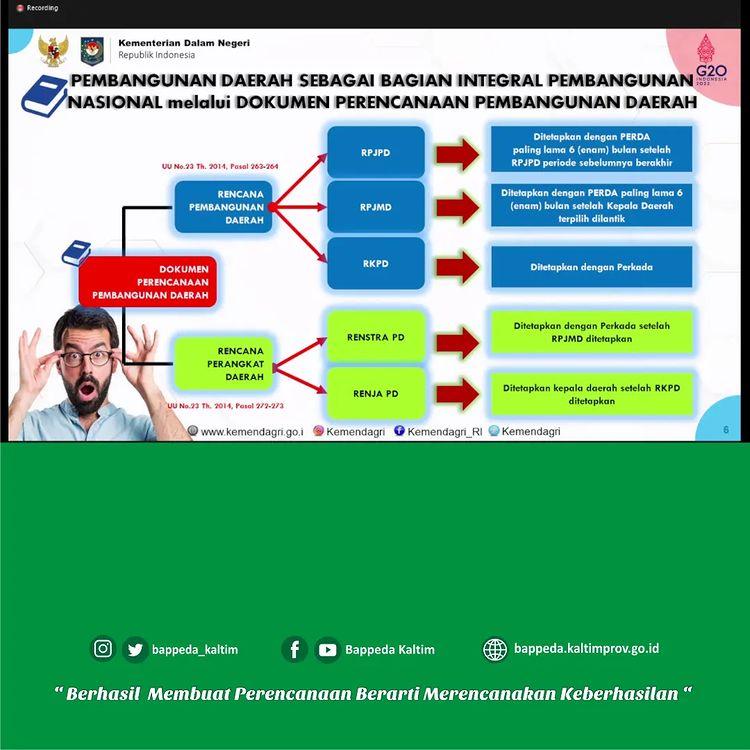 Recording
Kementerian Dalam Negeri
Republik Indonesia
G20
INDONESIA
2022
PEMBANGUNAN DAERAH SEBAGAI BAGIAN INTEGRAL PEMBANGUNAN
NASIONAL melalui DOKUMEN PERENCANAAN PEMBANGUNAN DAERAH
UU No.23 Th. 2014, Pasal 263-264
RENCANA
PEMBANGUNAN
DAERAH
RPJPD
Ditetapkan dengan PERDA
paling lama 6 (enam) bulan setelah
RPJPD periode sebelumnya berakhir
RPJMD
Ditetapkan dengan PERDA paling lama 6
(enam) bulan setelah Kepala Daerah
terpilih dilantik
RKPD
Ditetapkan dengan Perkada
DOKUMEN
PERENCANAAN
PEMBANGUNAN DAERAH
RENCANA
PERANGKAT
DAERAH
RENSTRA PD
Ditetapkan dengan Perkada setelah
RPJMD ditetapkan
RENJA PD
Ditetapkan kepala daerah setelah RKPD
ditetapkan
UU No.23 Th. 2014, Pasal 272-273
www.kemendagri.go.i
Kemendagri
Kemendagri_RI
Kemendagri
6
bappeda_kaltim
Bappeda Kaltim
bappeda.kaltimprov.go.id
“ Berhasil Membuat Perencanaan Berarti Merencanakan Keberhasilan “